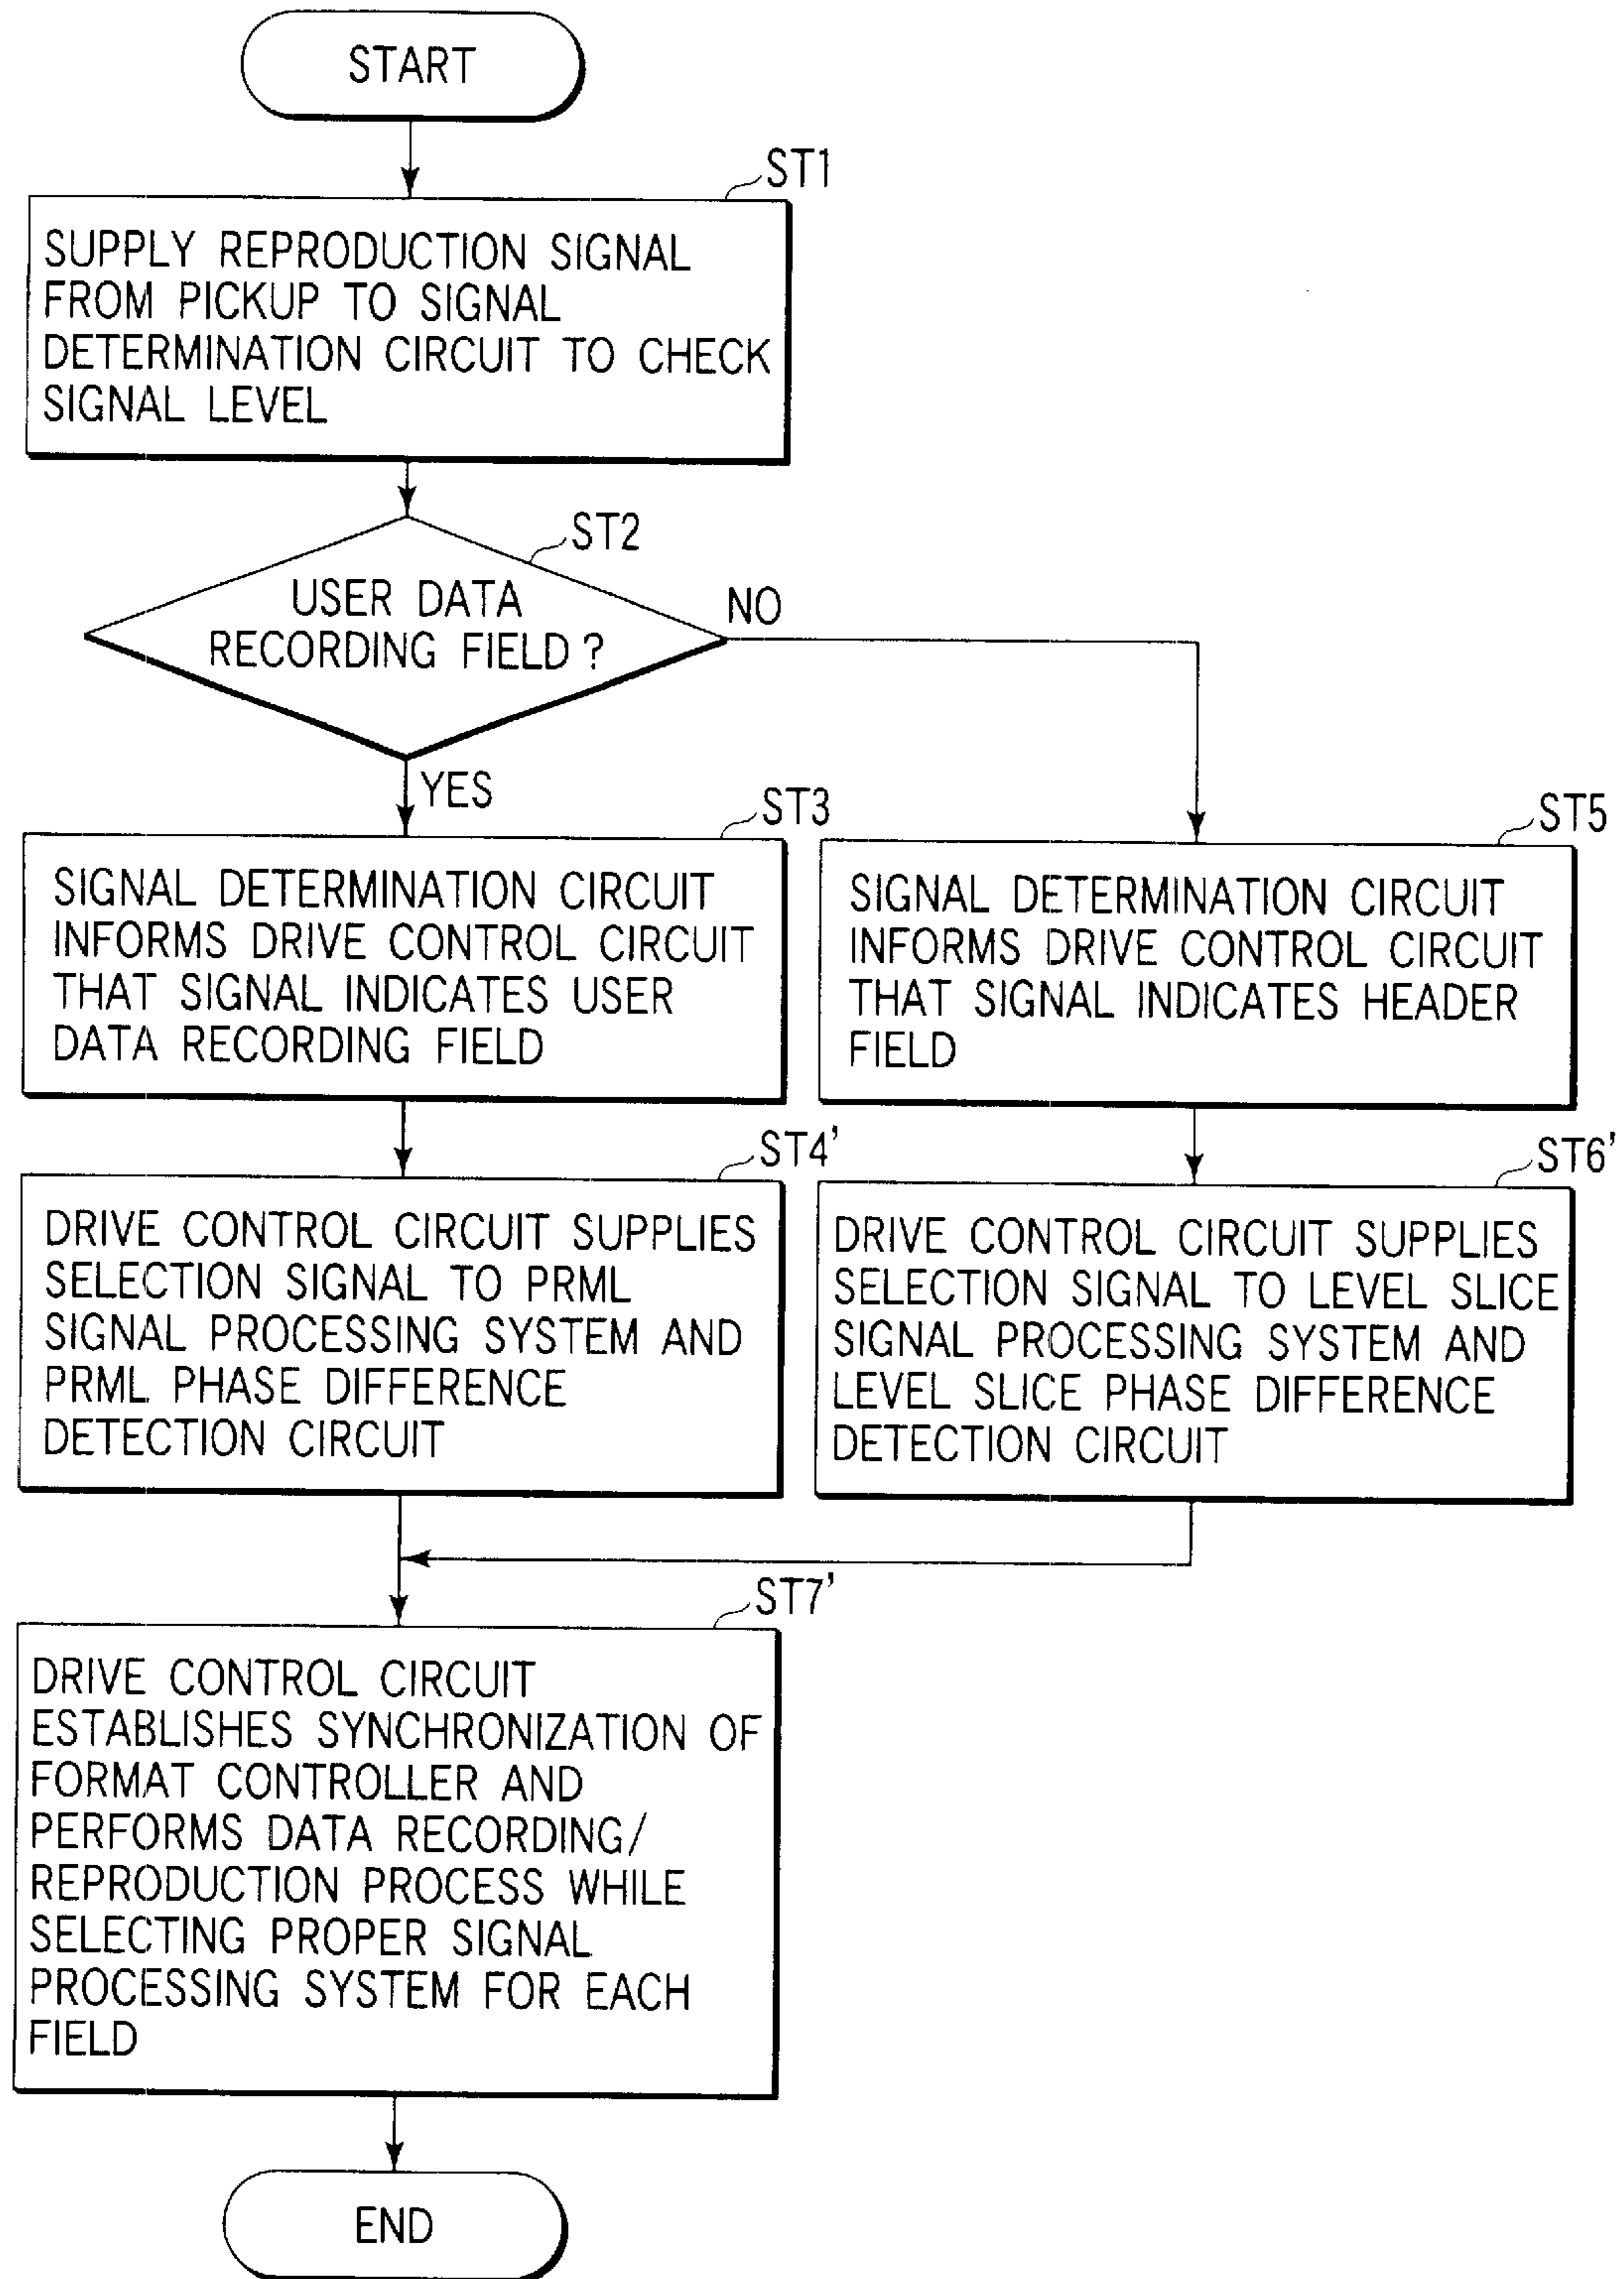 START
ST1
SUPPLY REPRODUCTION SIGNAL
FROM PICKUP TO SIGNAL
DETERMINATION CIRCUIT TO CHECK
SIGNAL LEVEL
ST2
USER DATA
RECORDING FIELD ?
NO
YES
ST3
SIGNAL DETERMINATION CIRCUIT
INFORMS DRIVE CONTROL CIRCUIT
THAT SIGNAL INDICATES USER
DATA RECORDING FIELD
ST5
SIGNAL DETERMINATION CIRCUIT
INFORMS DRIVE CONTROL CIRCUIT
THAT SIGNAL INDICATES HEADER
FIELD
ST4'
DRIVE CONTROL CIRCUIT SUPPLIES
SELECTION SIGNAL TO PRML
SIGNAL PROCESSING SYSTEM AND
PRML PHASE DIFFERENCE
DETECTION CIRCUIT
ST6'
DRIVE CONTROL CIRCUIT SUPPLIES
SELECTION SIGNAL TO LEVEL SLICE
SIGNAL PROCESSING SYSTEM AND
LEVEL SLICE PHASE DIFFERENCE
DETECTION CIRCUIT
ST7'
DRIVE CONTROL CIRCUIT
ESTABLISHES SYNCHRONIZATION OF
FORMAT CONTROLLER AND
PERFORMS DATA RECORDING/
REPRODUCTION PROCESS WHILE
SELECTING PROPER SIGNAL
PROCESSING SYSTEM FOR EACH
FIELD
END